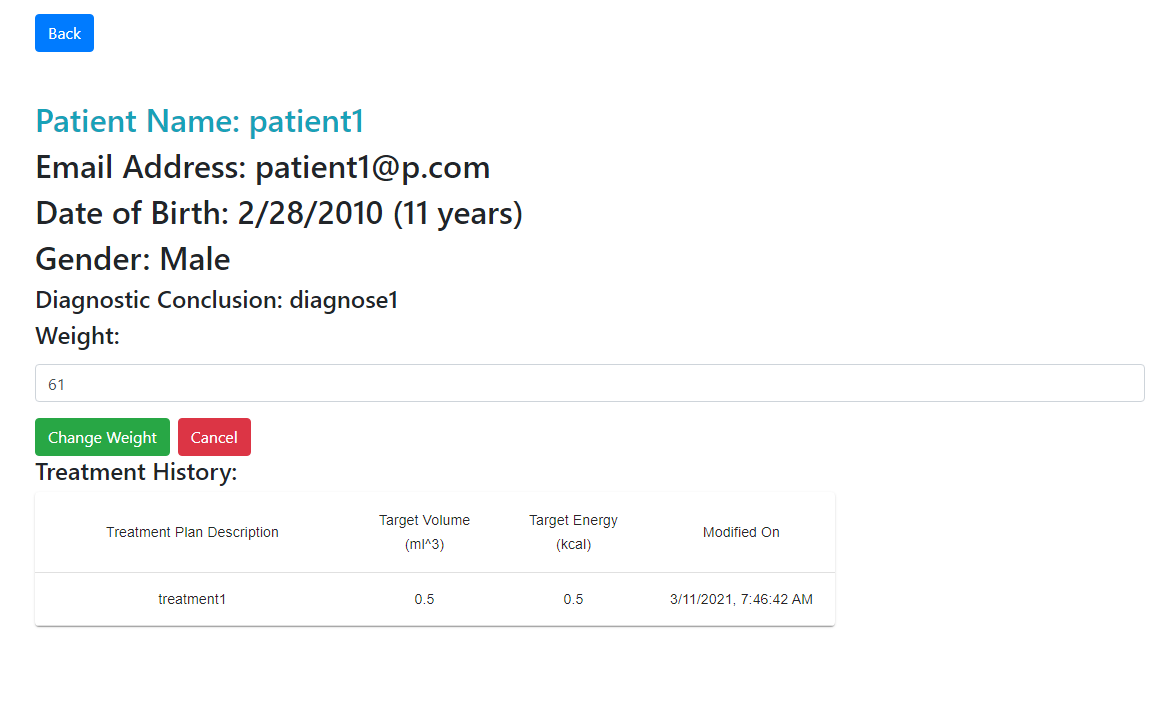 Back
Patient Name: patient1
Email Address: patient1@p.com
Date of Birth: 2/28/2010 (11 years)
Gender: Male
Diagnostic Conclusion: diagnose1
Weight:
61
Change Weight Cancel
Treatment History:
Treatment Plan Description Target Volume (ml^3) Target Energy (kcal) Modified On
treatment1 0.5 0.5 3/11/2021, 7:46:42 AM